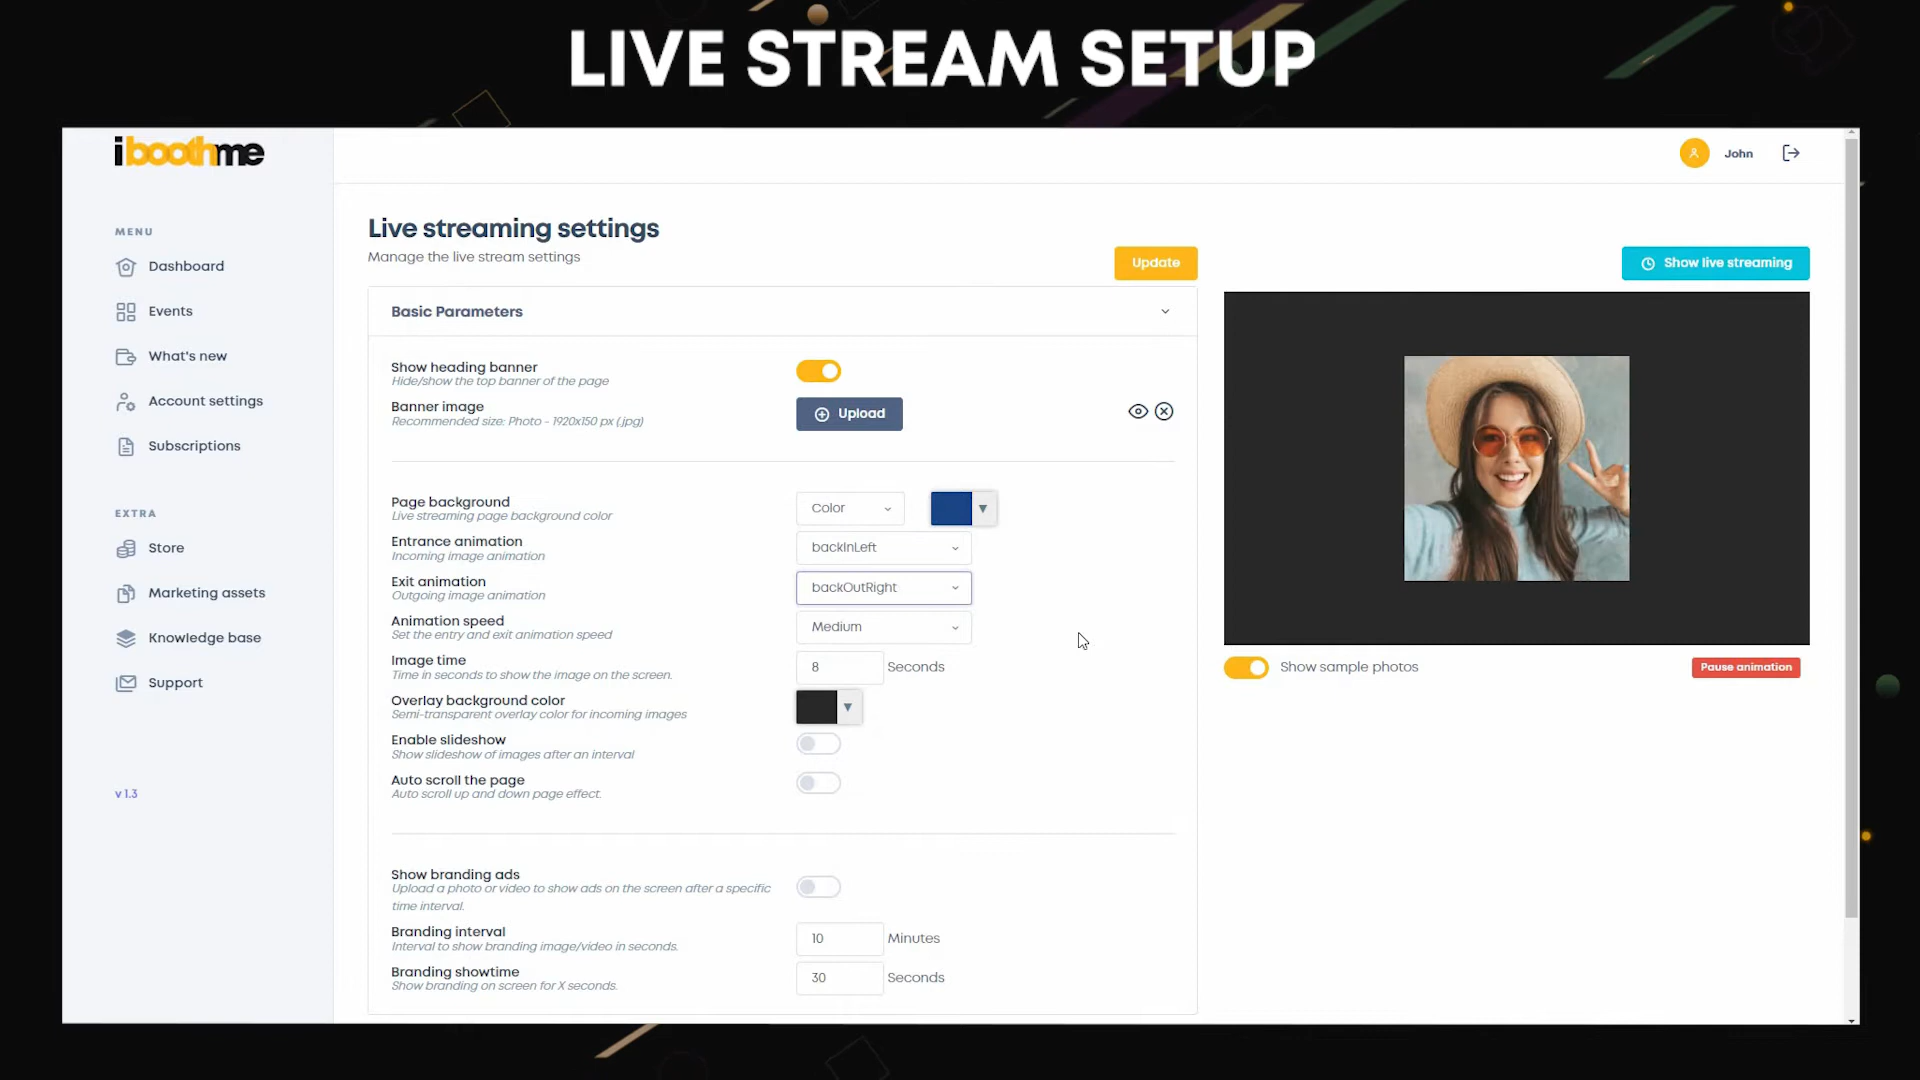 LIVE STREAM SETUP
iboothme
John
MENU
Dashboard
Events
What's new
Account settings
Subscriptions
EXTRA
Store
Marketing assets
Knowledge base
Support
v 1.3
Live streaming settings
Manage the live stream settings
Update
Show live streaming
Basic Parameters
Show heading banner
Hide/show the top banner of the page
Banner image
Recommended size: Photo - 1920x150 px (.jpg)
Upload
Page background
Live streaming page background color
Color
Entrance animation
Incoming image animation
backInLeft
Exit animation
Outgoing image animation
backOutRight
Animation speed
Set the entry and exit animation speed
Medium
Image time
Time in seconds to show the image on the screen.
8 Seconds
Overlay background color
Semi-transparent overlay color for incoming images
Enable slideshow
Show slideshow of images after an interval
Auto scroll the page
Auto scroll up and down page effect.
Show branding ads
Upload a photo or video to show ads on the screen after a specific
time interval.
Branding interval
Interval to show branding image/video in seconds.
10 Minutes
Branding showtime
Show branding on screen for X seconds.
30 Seconds
Show sample photos
Pause animation